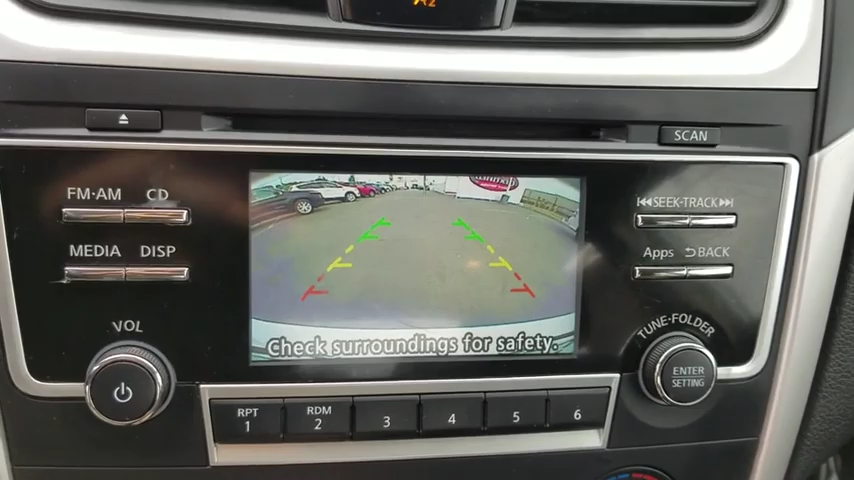 SCAN
FM·AM CD
SEEK·TRACK
MEDIA DISP
Apps BACK
Check surroundings for safety.
VOL
TUNE·FOLDER
ENTER
SETTING
RPT RDM
1 2 3 4 5 6